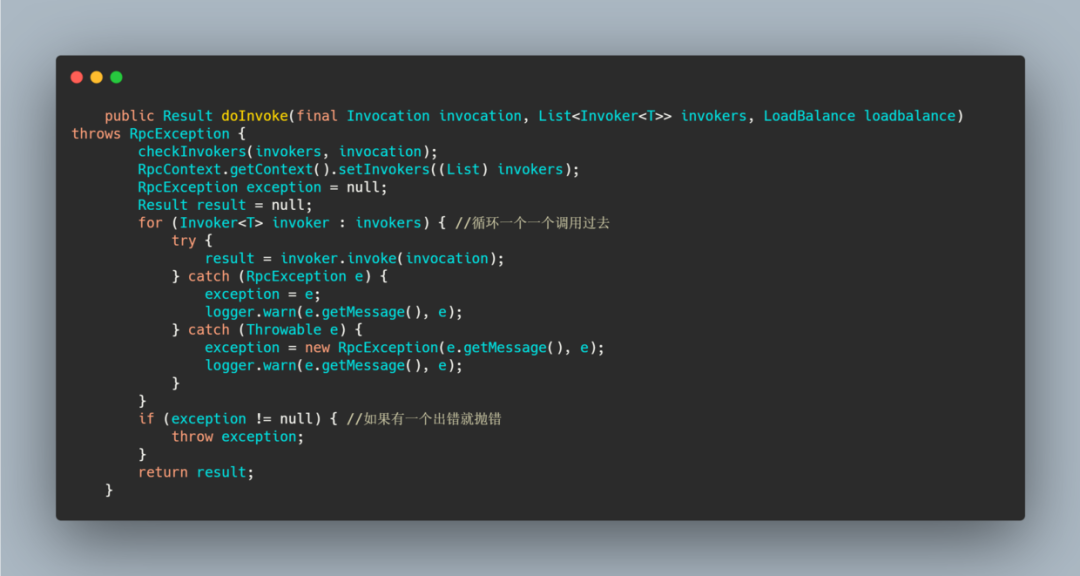 public Result doInvoke(final Invocation invocation, List<Invoker<T>> invokers, LoadBalance loadbalance)
throws RpcException {
checkInvokers(invokers, invocation);
RpcContext.getContext().setInvokers((List) invokers);
RpcException exception = null;
Result result = null;
for (Invoker<T> invoker : invokers) { //循环一个一个调用过去
try {
result = invoker.invoke(invocation);
} catch (RpcException e) {
exception = e;
logger.warn(e.getMessage(), e);
} catch (Throwable e) {
exception = new RpcException(e.getMessage(), e);
logger.warn(e.getMessage(), e);
}
}
if (exception != null) { //如果有一个出错就抛错
throw exception;
}
return result;
}